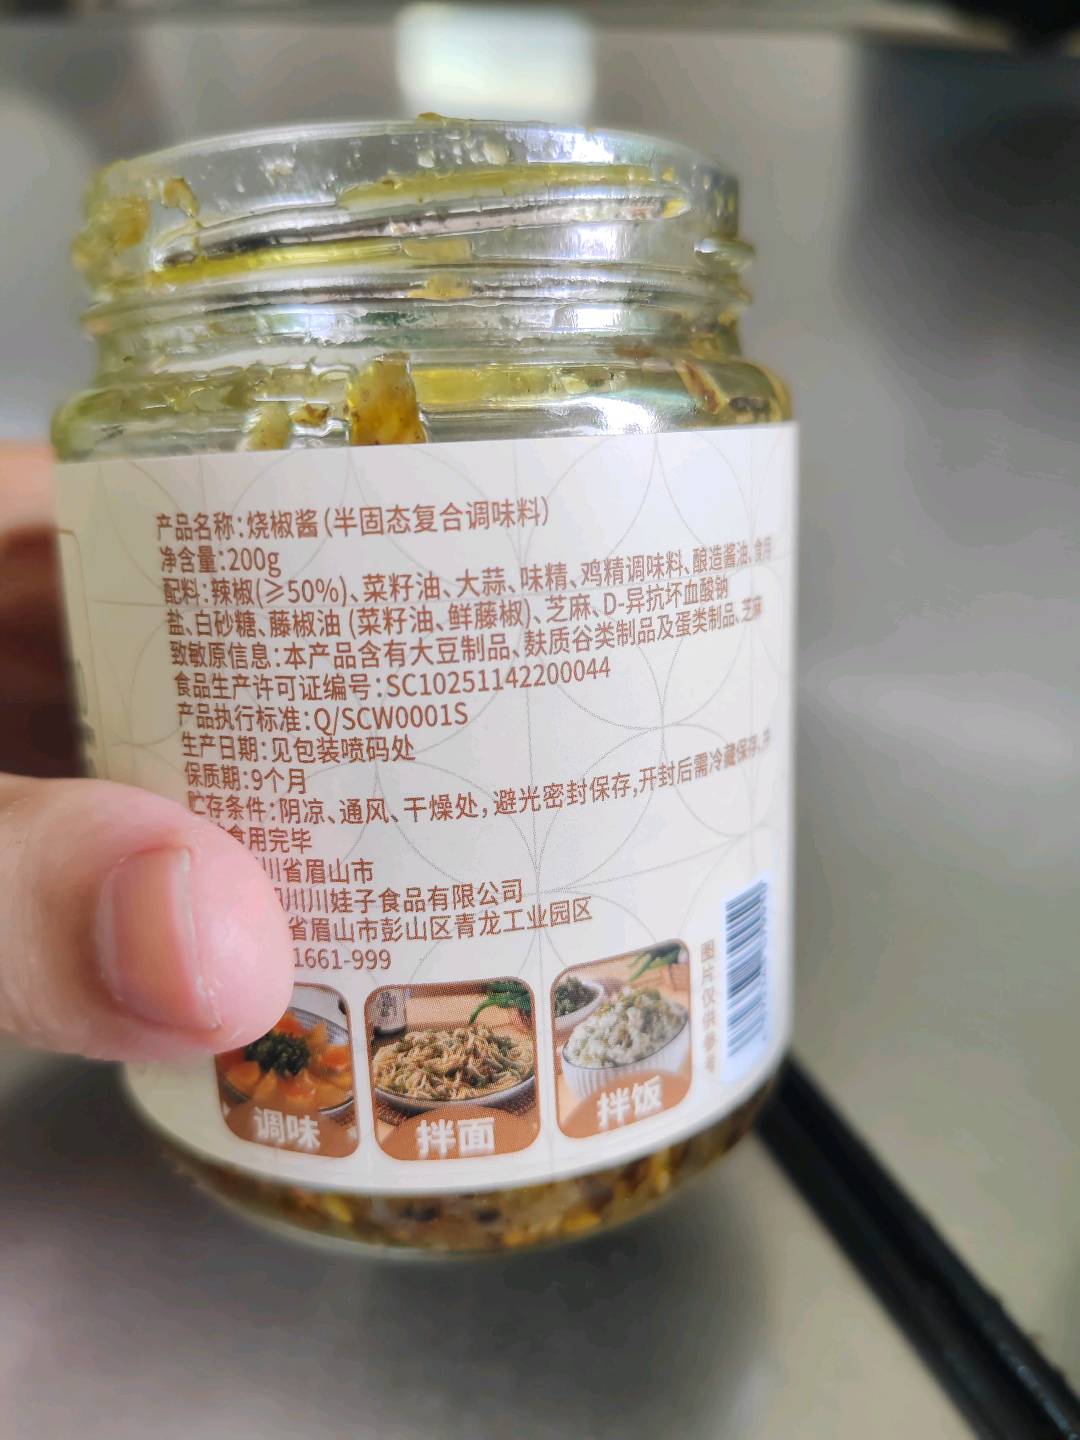 产品名称:烧椒酱(半固态复合调味料)
净含量:200g
配料:辣椒(≥50%)、菜籽油、大蒜、味精、鸡精调味料、酿造酱油、食用
盐、白砂糖、藤椒油(菜籽油、鲜藤椒)、芝麻、D-异抗坏血酸钠
致敏原信息:本产品含有大豆制品、麸质谷类制品及蛋类制品、芝麻
食品生产许可证编号:SC10251142200044
产品执行标准:Q/SCW0001S
生产日期:见包装喷码处
保质期:9个月
贮存条件:阴凉、通风、干燥处,避光密封保存,开封后需冷藏保存,并
食用完毕
川省眉山市
川川娃子食品有限公司
省眉山市彭山区青龙工业园区
1661-999
调味
拌面
拌饭
图片仅供参考